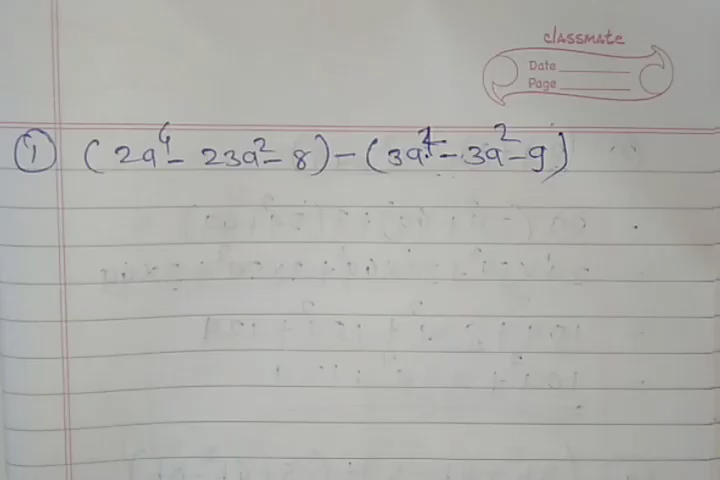 classmate
Date
Page
① (2a⁴ - 23a² - 8) - (3a⁴ - 3a² - 9)